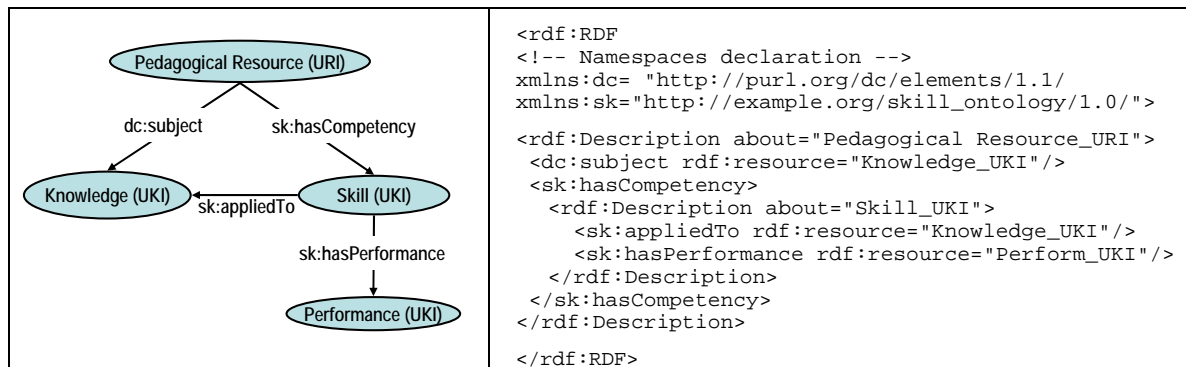 Pedagogical Resource (URI)
dc:subject
sk:hasCompetency
Knowledge (UKI)
sk:appliedTo
Skill (UKI)
sk:hasPerformance
Performance (UKI)
<rdf:RDF
<!-- Namespaces declaration -->
xmlns:dc= "http://purl.org/dc/elements/1.1/
xmlns:sk="http://example.org/skill_ontology/1.0/">
<rdf:Description about="Pedagogical Resource_URI">
<dc:subject rdf:resource="Knowledge_UKI"/>
<sk:hasCompetency>
<rdf:Description about="Skill_UKI">
<sk:appliedTo rdf:resource="Knowledge_UKI"/>
<sk:hasPerformance rdf:resource="Perform_UKI"/>
</rdf:Description>
</sk:hasCompetency>
</rdf:Description>
</rdf:RDF>